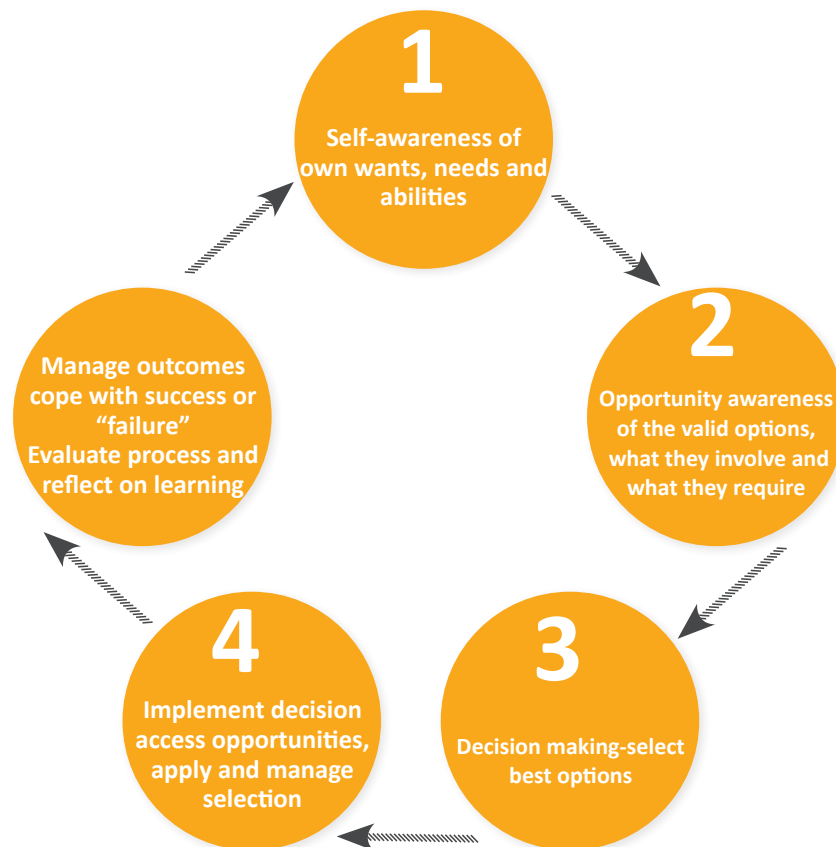 1
Self-awareness of
own wants, needs and
abilities
2
Opportunity awareness
of the valid options,
what they involve and
what they require
3
Decision making-select
best options
4
Implement decision
access opportunities,
apply and manage
selection
Manage outcomes
cope with success or
“failure”
Evaluate process and
reflect on learning